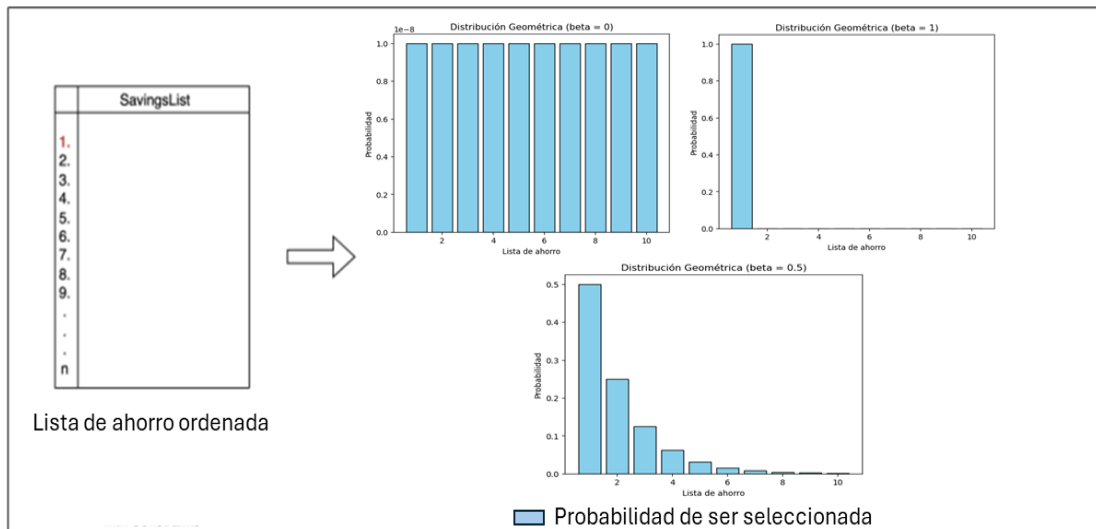 SavingsList
1.
2.
3.
4.
5.
6.
7.
8.
9.
.
.
.
n
Lista de ahorro ordenada
Distribución Geométrica (beta = 0)
1e−8
1.0
0.8
0.6
0.4
0.2
0.0
Probabilidad
2 4 6 8 10
Lista de ahorro
Distribución Geométrica (beta = 1)
1.0
0.8
0.6
0.4
0.2
0.0
Probabilidad
2 4 6 8 10
Lista de ahorro
Distribución Geométrica (beta = 0.5)
0.5
0.4
0.3
0.2
0.1
0.0
Probabilidad
2 4 6 8 10
Lista de ahorro
Probabilidad de ser seleccionada